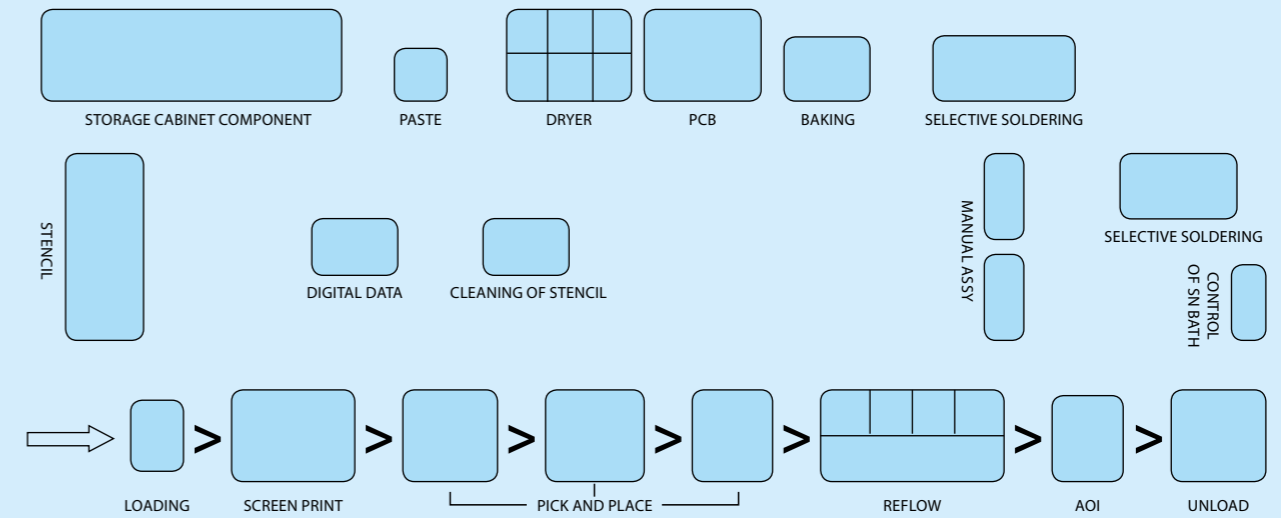 STORAGE CABINET COMPONENT
PASTE
DRYER
PCB
BAKING
SELECTIVE SOLDERING
STENCIL
DIGITAL DATA
CLEANING OF STENCIL
MANUAL ASSY
SELECTIVE SOLDERING
CONTROL
OF SN BATH
> > > > > > >
LOADING
SCREEN PRINT
PICK AND PLACE
REFLOW
AOI
UNLOAD